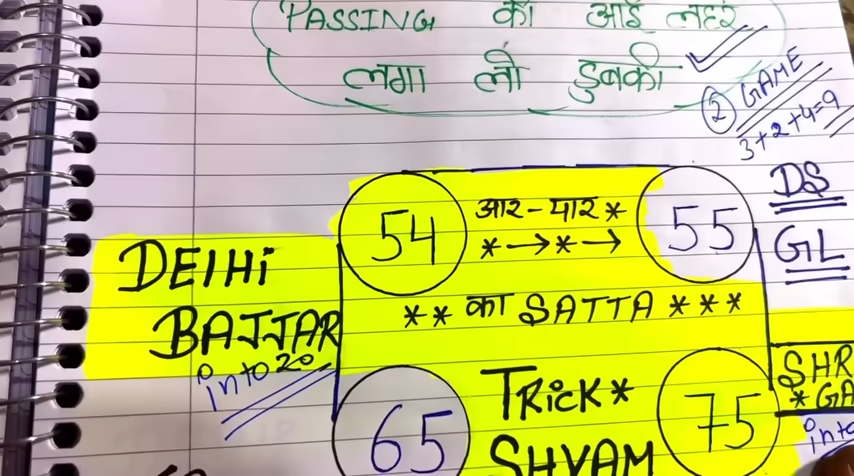 PASSING की आई लहर
लगा लो डुबकी
② GAME
3+2+4=9
DS
GL
54 आर-पार* 55
*→*→
DElHi
BAJJAR
into 20
** का SATTA ***
65 TRiCK* 75
SHYAM
SHR
*GA
into